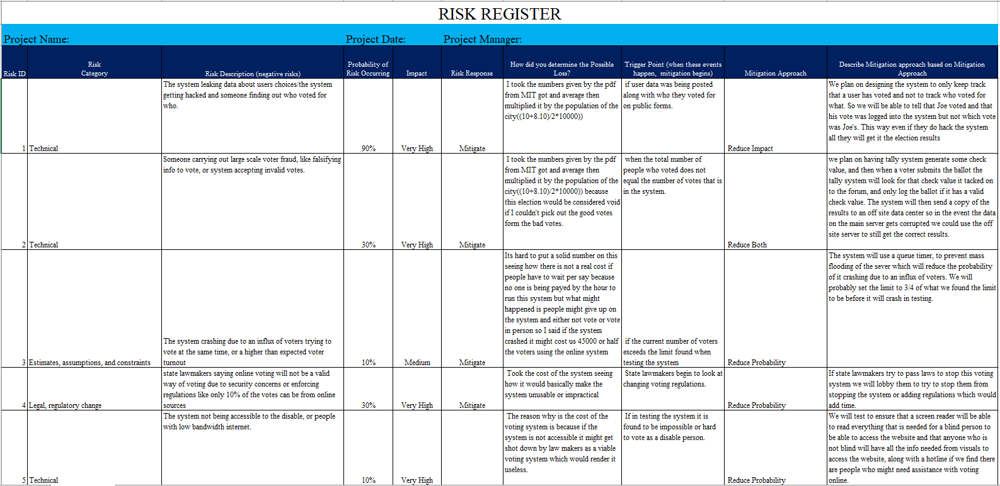 RISK REGISTER
Project Name: Project Date: Project Manager:
Risk ID
Risk
Category
Risk Description (negative risks)
Probability of
Risk Occurring
Impact
Risk Response
How did you determine the Possible
Loss?
Trigger Point (when these events
happen, mitigation begins)
Mitigation Approach
Describe Mitigation approach based on Mitigation
Approach
1
Technical
The system leaking data about users choices/the system
getting hacked and someone finding out who voted for
who.
90%
Very High
Mitigate
I took the numbers given by the pdf
from MIT got and average then
multiplied it by the population of the
city((10+8.10)/2*10000))
if user data was being posted
along with who they voted for
on public forms.
Reduce Impact
We plan on designing the system to only keep track
that a user has voted and not to track who voted for
what. So we will be able to tell that Joe voted and that
his vote was logged into the system but not which vote
was Joe's. This way even if they do hack the system
all they will get it the election results
2
Technical
Someone carrying out large scale voter fraud, like falsifying
info to vote, or system accepting invalid votes.
30%
Very High
Mitigate
I took the numbers given by the pdf
from MIT got and average then
multiplied it by the population of the
city((10+8.10)/2*10000)) because
this election would be considered void
if I couldn't pick out the good votes
form the bad votes.
when the total number of
people who voted does not
equal the number of votes that is
in the system.
Reduce Both
we plan on having tally system generate some check
value, and then when a voter submits the ballot the
tally system will look for that check value it tacked on
to the forum, and only log the ballot if it has a valid
check value. The system will then send a copy of the
results to an off site data center so in the event the data
on the main server gets corrupted we could use the off
site server to still get the correct results.
3
Estimates, assumptions, and constraints
The system crashing due to an influx of voters trying to
vote at the same time, or a higher than expected voter
turnout
10%
Medium
Mitigate
Its hard to put a solid number on this
seeing how there is not a real cost if
people have to wait per say because
no one is being payed by the hour to
run this system but what might
happened is people might give up on
the system and either not vote or vote
in person so I said if the system
crashed it might cost us 45000 or half
the voters using the online system
if the current number of voters
exceeds the limit found when
testing the system
Reduce Probability
The system will use a queue timer, to prevent mass
flooding of the sever which will reduce the probability
of it crashing due to an influx of voters. We will
probably set the limit to 3/4 of what we found the limit
to be before it will crash in testing.
4
Legal, regulatory change
state lawmakers saying online voting will not be a valid
way of voting due to security concerns or enforcing
regulations like only 10% of the votes can be from online
sources
30%
Very High
Mitigate
Took the cost of the system seeing
how it would basically make the
system unusable or impractical
State lawmakers begin to look at
changing voting regulations.
Reduce Probability
If state lawmakers try to pass laws to stop this voting
system we will lobby them to try to stop them from
stopping the system or adding regulations which would
add time.
5
Technical
The system not being accessible to the disable, or people
with low bandwidth internet.
10%
Very High
The reason why is the cost of the
voting system is because if the
system is not accessible it might get
shot down by law makers as a viable
voting system which would render it
useless.
If in testing the system it is
found to be impossible or hard
to vote as a disable person.
Reduce Probability
We will test to ensure that a screen reader will be able
to read everything that is needed for a blind person to
be able to access the website and that anyone who is
not blind will have all the info needed from visuals to
access the website, along with a hotline if we find there
are people who might need assistance with voting
online.